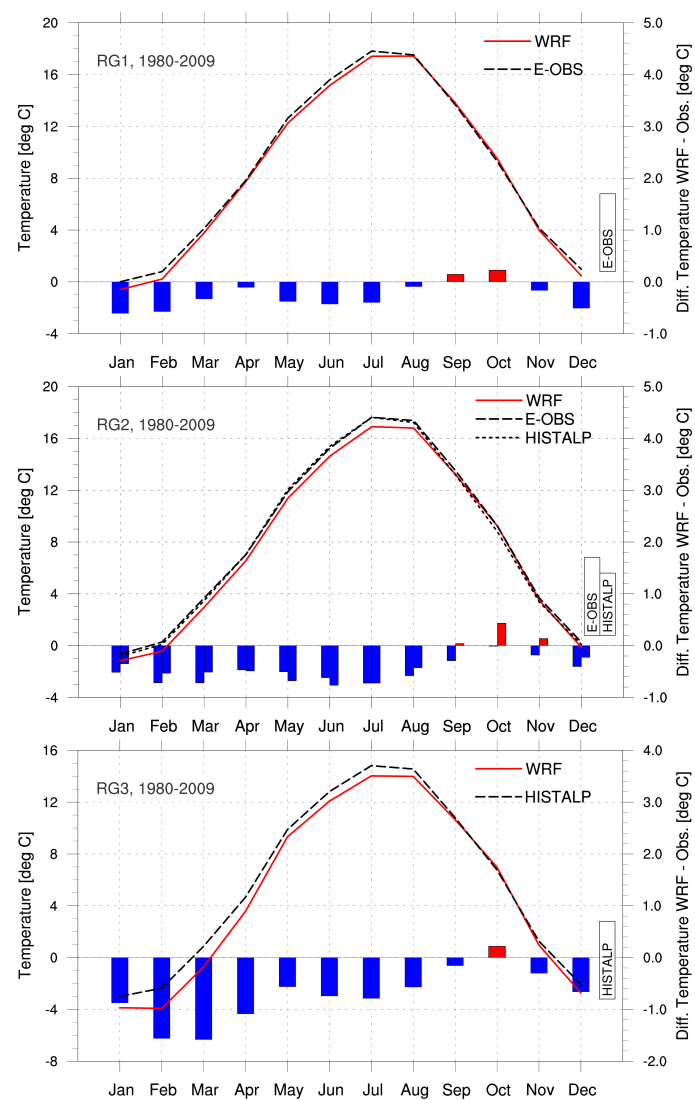 20 5.0
WRF
RG1, 1980-2009
16 4.0
E-OBS
12 3.0
8 2.0
4 1.0
0 0.0
-4 -1.0
Temperature [deg C]
Diff. Temperature WRF - Obs. [deg C]
E-OBS
Jan Feb Mar Apr May Jun Jul Aug Sep Oct Nov Dec
20 5.0
WRF
RG2, 1980-2009
E-OBS
16 4.0
HISTALP
12 3.0
8 2.0
4 1.0
0 0.0
-4 -1.0
Temperature [deg C]
Diff. Temperature WRF - Obs. [deg C]
E-OBS
HISTALP
Jan Feb Mar Apr May Jun Jul Aug Sep Oct Nov Dec
16 4.0
WRF
RG3, 1980-2009
HISTALP
12 3.0
8 2.0
4 1.0
0 0.0
-4 -1.0
-8 -2.0
Temperature [deg C]
Diff. Temperature WRF - Obs. [deg C]
HISTALP
Jan Feb Mar Apr May Jun Jul Aug Sep Oct Nov Dec